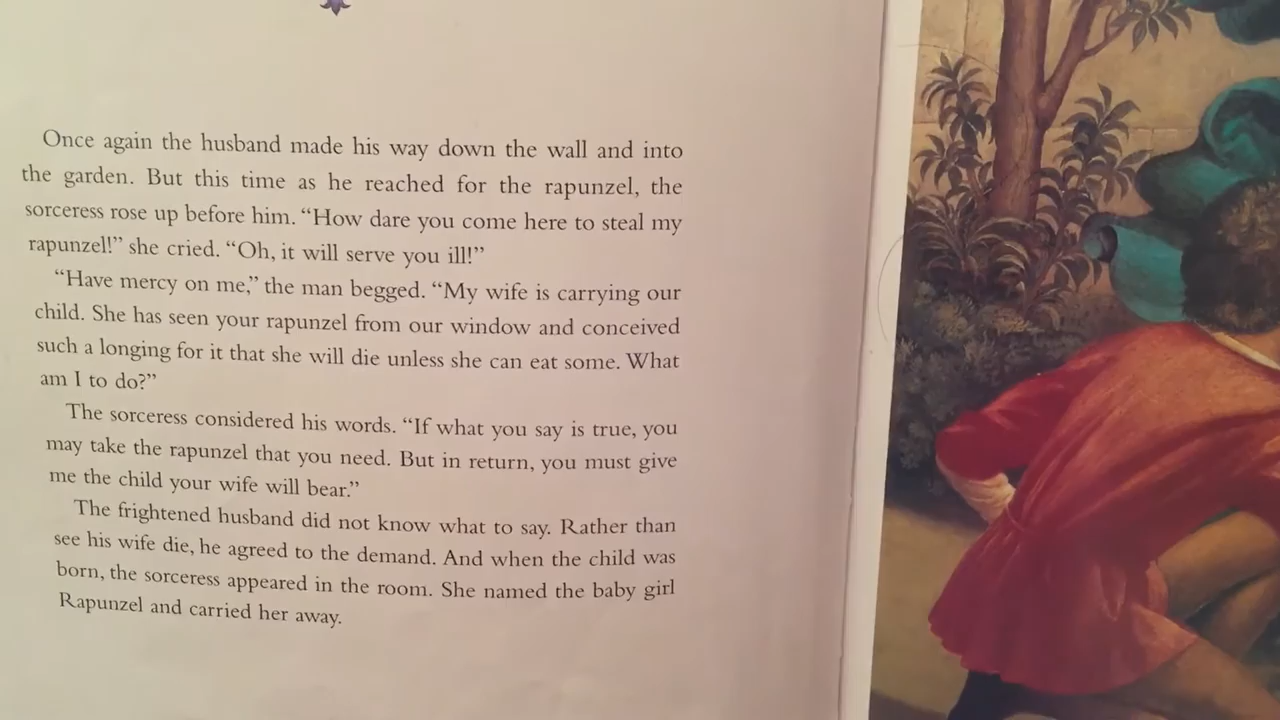 Once again the husband made his way down the wall and into
the garden. But this time as he reached for the rapunzel, the
sorceress rose up before him. “How dare you come here to steal my
rapunzel!” she cried. “Oh, it will serve you ill!”
“Have mercy on me,” the man begged. “My wife is carrying our
child. She has seen your rapunzel from our window and conceived
such a longing for it that she will die unless she can eat some. What
am I to do?”
The sorceress considered his words. “If what you say is true, you
may take the rapunzel that you need. But in return, you must give
me the child your wife will bear.”
The frightened husband did not know what to say. Rather than
see his wife die, he agreed to the demand. And when the child was
born, the sorceress appeared in the room. She named the baby girl
Rapunzel and carried her away.